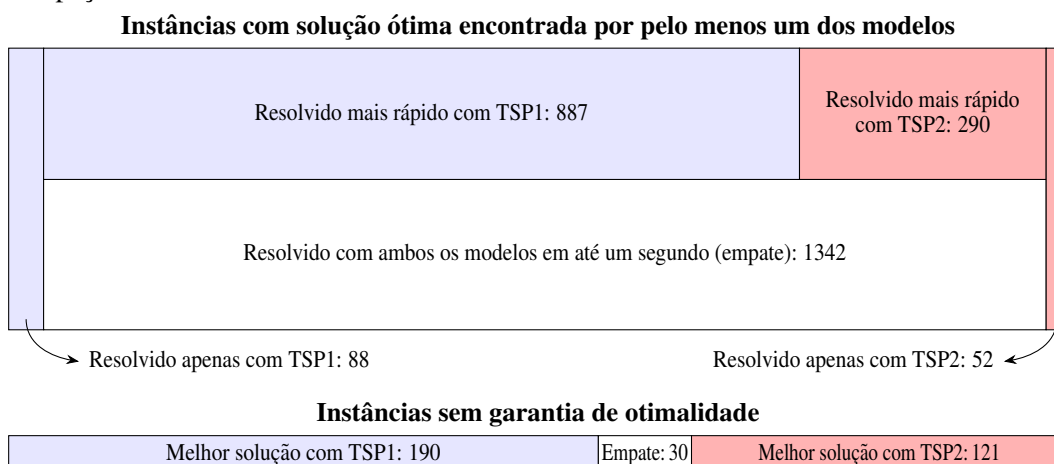 Instâncias com solução ótima encontrada por pelo menos um dos modelos
Resolvido mais rápido com TSP1: 887
Resolvido mais rápido
com TSP2: 290
Resolvido com ambos os modelos em até um segundo (empate): 1342
Resolvido apenas com TSP1: 88
Resolvido apenas com TSP2: 52
Instâncias sem garantia de otimalidade
Melhor solução com TSP1: 190
Empate: 30
Melhor solução com TSP2: 121